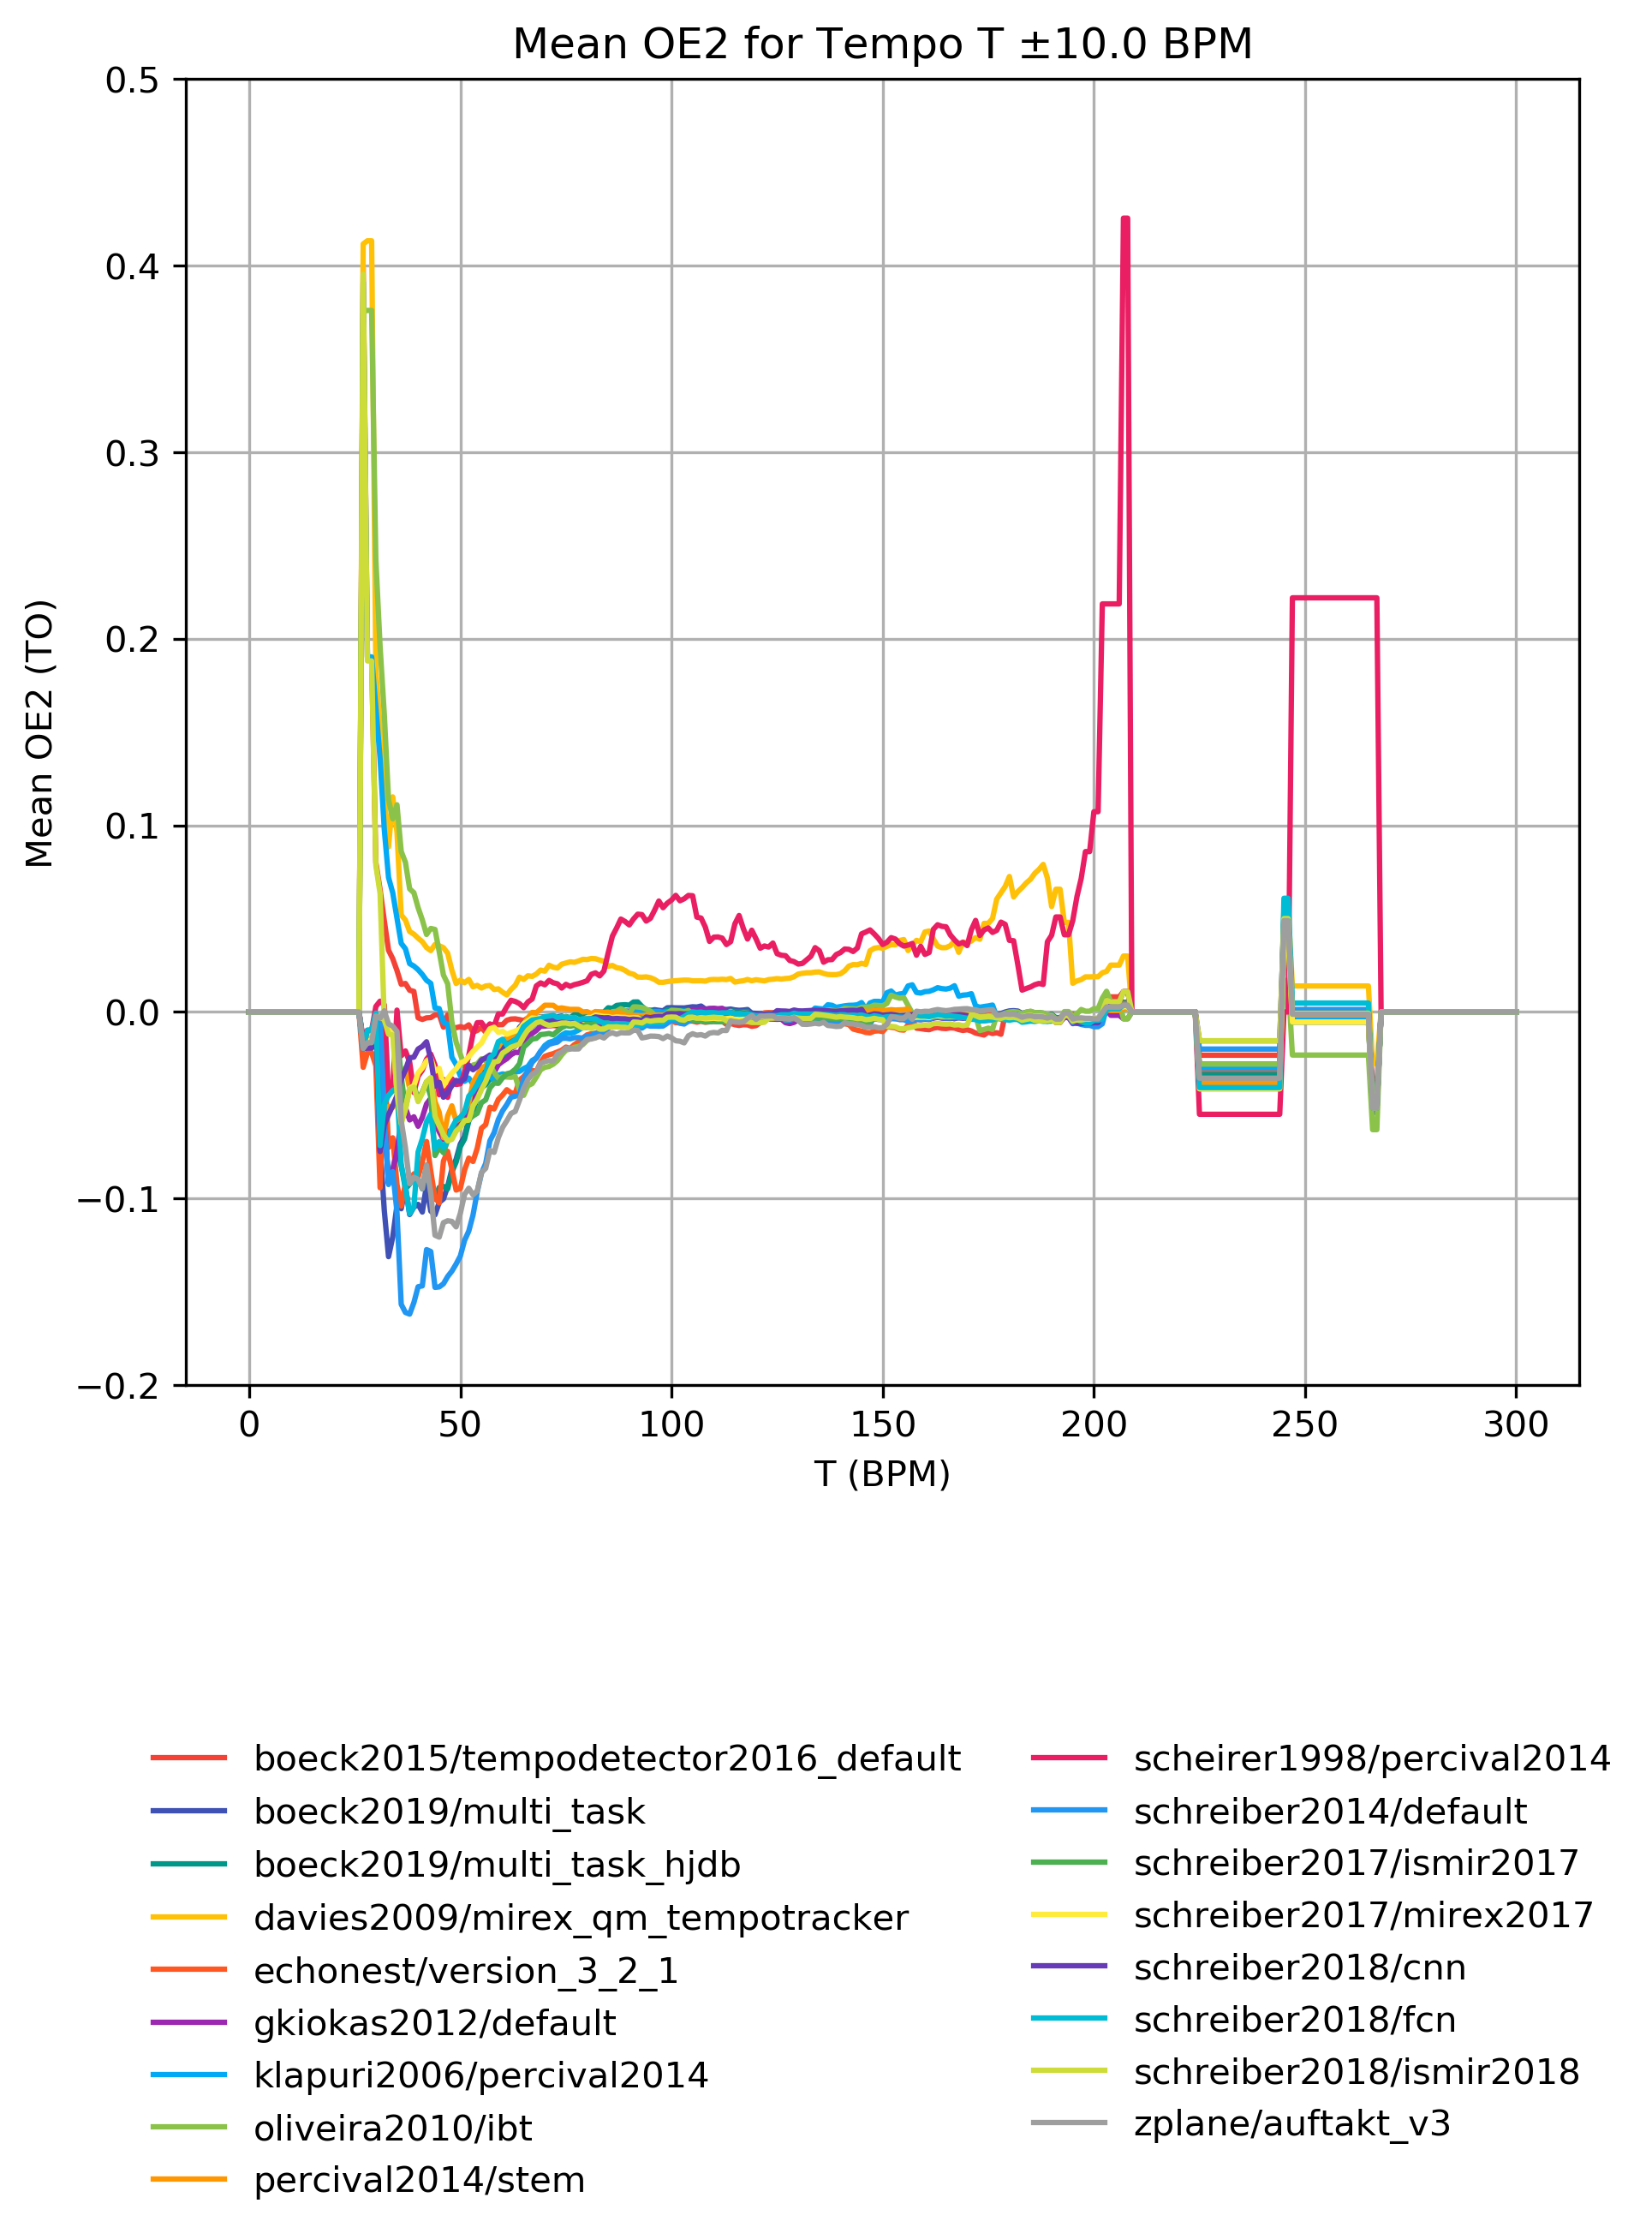 Mean OE2 for Tempo T ±10.0 BPM
0.5
0.4
0.3
0.2
0.1
0.0
−0.1
−0.2
Mean OE2 (TO)
0 50 100 150 200 250 300
T (BPM)
boeck2015/tempodetector2016_default
boeck2019/multi_task
boeck2019/multi_task_hjdb
davies2009/mirex_qm_tempotracker
echonest/version_3_2_1
gkiokas2012/default
klapuri2006/percival2014
oliveira2010/ibt
percival2014/stem
scheirer1998/percival2014
schreiber2014/default
schreiber2017/ismir2017
schreiber2017/mirex2017
schreiber2018/cnn
schreiber2018/fcn
schreiber2018/ismir2018
zplane/auftakt_v3